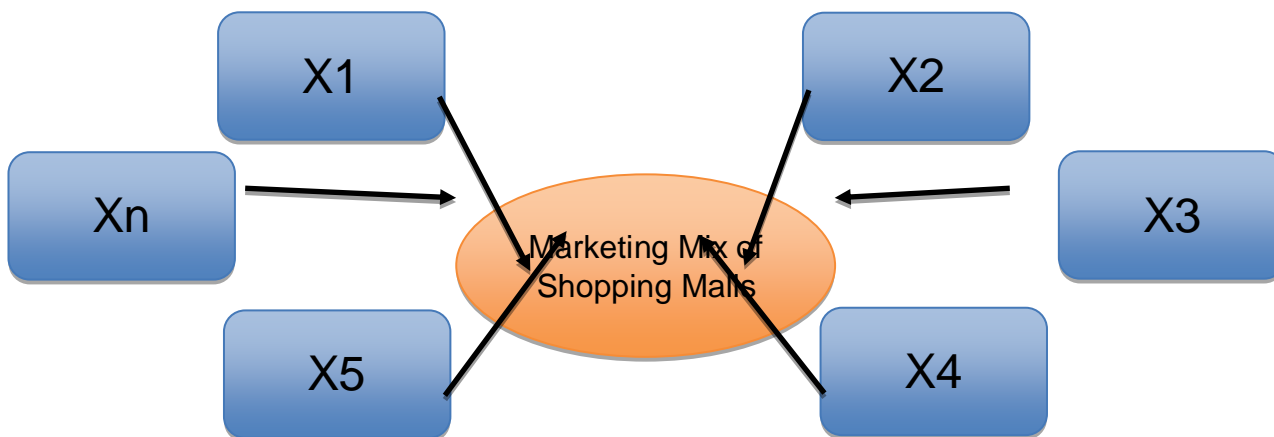 X1
X2
Xn
X3
Marketing Mix of
Shopping Malls
X5
X4